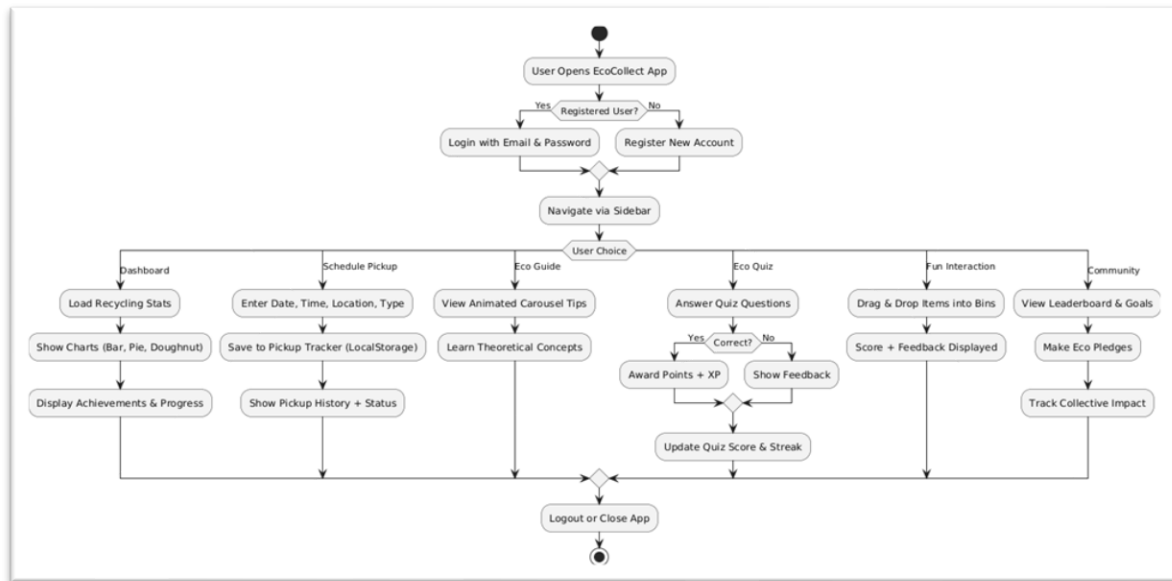 User Opens EcoCollect App
Yes
Registered User?
No
Login with Email & Password
Register New Account
Navigate via Sidebar
User Choice
Dashboard
Schedule Pickup
Eco Guide
Eco Quiz
Fun Interaction
Community
Load Recycling Stats
Enter Date, Time, Location, Type
View Animated Carousel Tips
Answer Quiz Questions
Drag & Drop Items into Bins
View Leaderboard & Goals
Show Charts (Bar, Pie, Doughnut)
Save to Pickup Tracker (LocalStorage)
Learn Theoretical Concepts
Yes
Correct?
No
Score + Feedback Displayed
Make Eco Pledges
Award Points + XP
Show Feedback
Display Achievements & Progress
Show Pickup History + Status
Track Collective Impact
Update Quiz Score & Streak
Logout or Close App